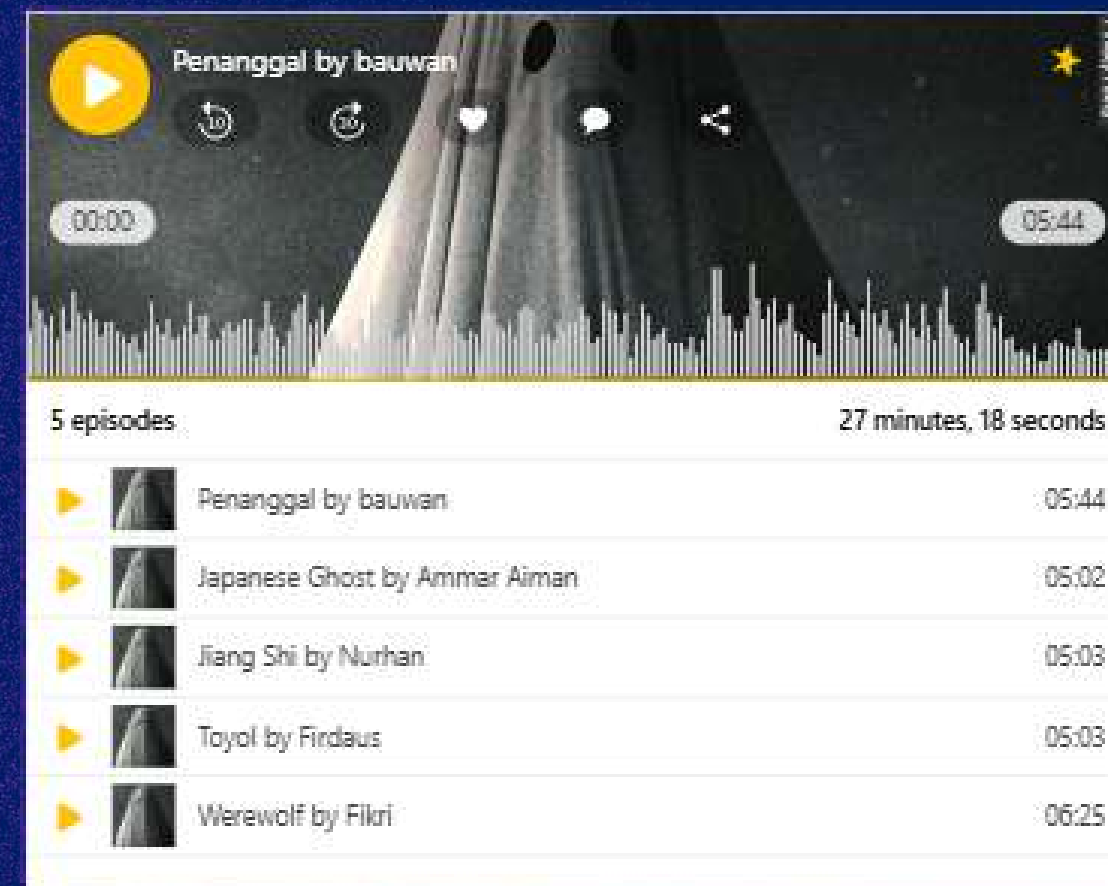 Penanggal by bauwan
10 30
00:00 05:44
5 episodes 27 minutes, 18 seconds
Penanggal by bauwan 05:44
Japanese Ghost by Ammar Aiman 05:02
Jiang Shi by Nurhan 05:03
Toyol by Firdaus 05:03
Werewolf by Fikri 06:25